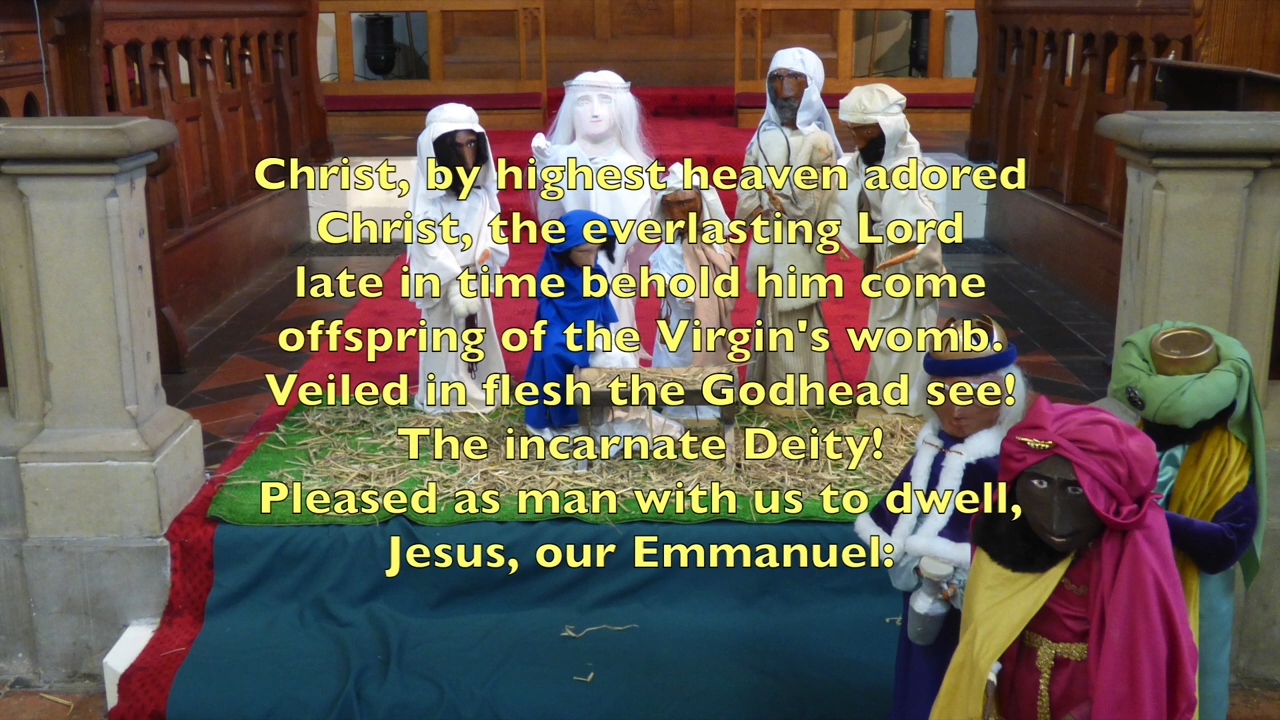 Christ, by highest heaven adored
Christ, the everlasting Lord
late in time behold him come
offspring of the Virgin's womb.
Veiled in flesh the Godhead see!
The incarnate Deity!
Pleased as man with us to dwell,
Jesus, our Emmanuel: